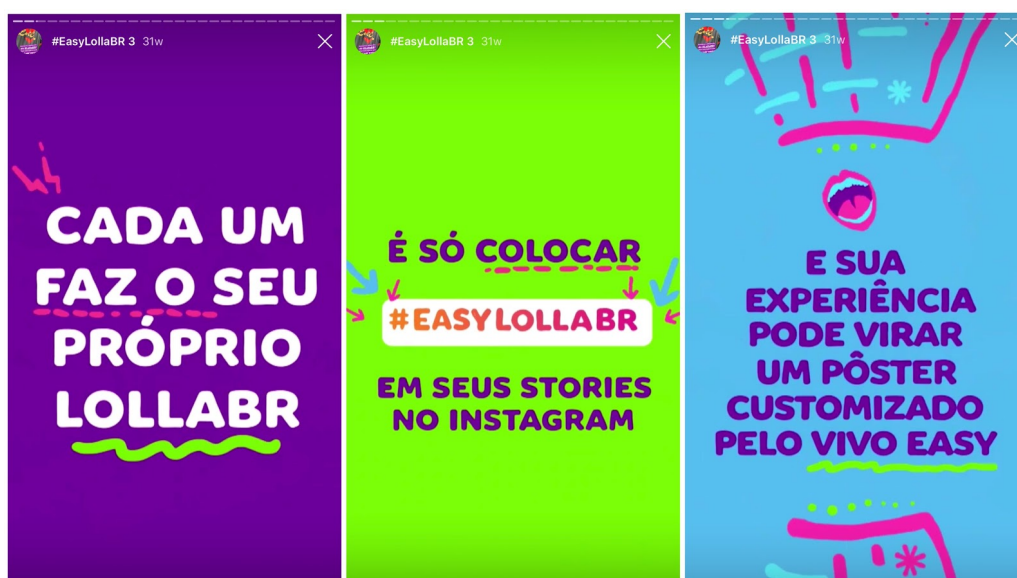 #EasyLollaBR 3 31w
CADA UM
FAZ O SEU
PRÓPRIO
LOLLABR
#EasyLollaBR 3 31w
É SÓ COLOCAR
#EASYLOLLABR
EM SEUS STORIES
NO INSTAGRAM
#EasyLollaBR 3 31w
E SUA
EXPERIÊNCIA
PODE VIRAR
UM PÔSTER
CUSTOMIZADO
PELO VIVO EASY